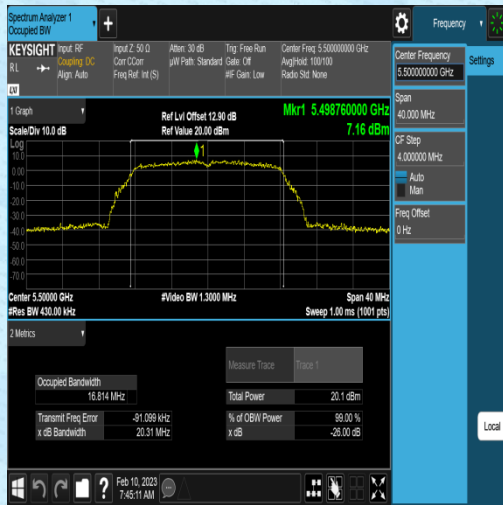 Spectrum Analyzer 1
Occupied BW
Frequency
KEYSIGHT
Input: RF
Input Z: 50 Ω
Atten: 30 dB
Trig: Free Run
Center Freq: 5.500000000 GHz
RL
Coupling: DC
Corr CCorr
µW Path: Standard
Gate: Off
Avg|Hold: 100/100
Align: Auto
Freq Ref: Int (S)
#IF Gain: Low
Radio Std: None
LXI
1 Graph
Ref Lvl Offset 12.90 dB
Mkr1 5.498760000 GHz
Scale/Div 10.0 dB
Ref Value 20.00 dBm
7.16 dBm
Log
10.0
0.00
-10.0
-20.0
-30.0
-40.0
-50.0
-60.0
-70.0
1
Center 5.50000 GHz
#Video BW 1.3000 MHz
Span 40 MHz
#Res BW 430.00 kHz
Sweep 1.00 ms (1001 pts)
2 Metrics
Measure Trace
Trace 1
Occupied Bandwidth
16.814 MHz
Total Power
20.1 dBm
Transmit Freq Error
-91.099 kHz
% of OBW Power
99.00 %
x dB Bandwidth
20.31 MHz
x dB
-26.00 dB
Feb 10, 2023
7:45:11 AM
?
Center Frequency
5.500000000 GHz
Settings
Span
40.000 MHz
CF Step
4.000000 MHz
Auto
Man
Freq Offset
0 Hz
Local